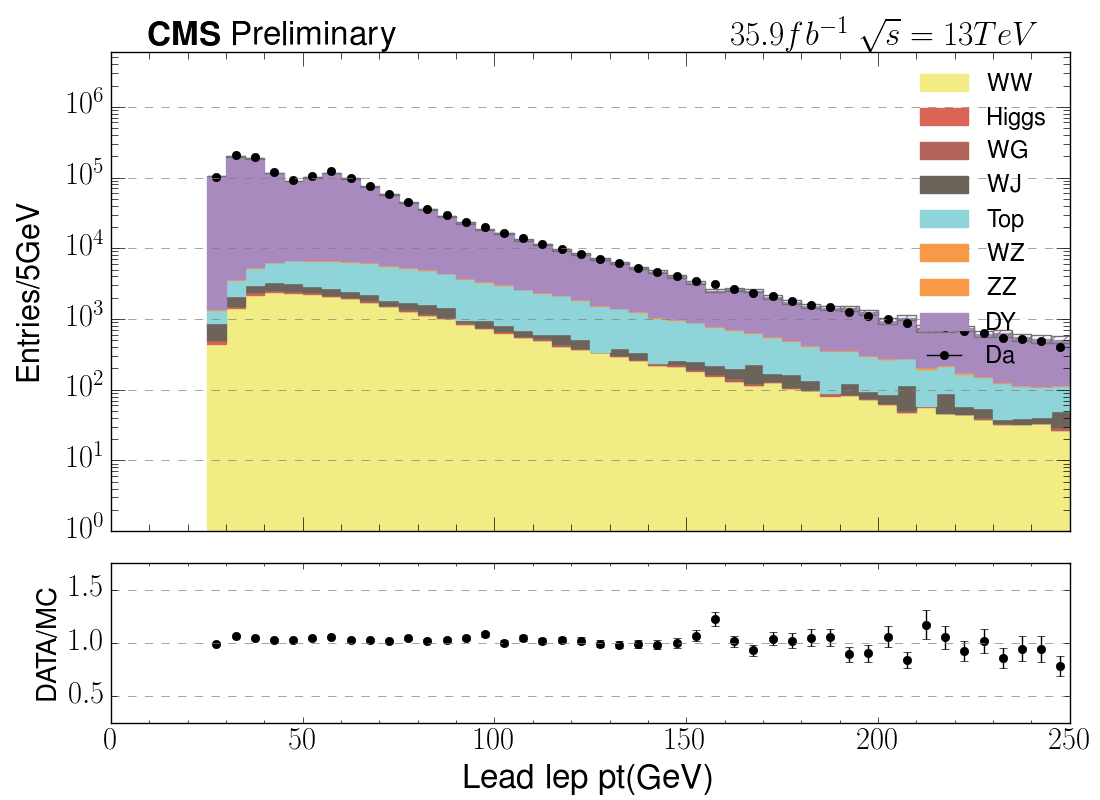 CMS Preliminary
35.9fb⁻¹ √s = 13TeV
Entries/5GeV
10⁶
10⁵
10⁴
10³
10²
10¹
10⁰
WW
Higgs
WG
WJ
Top
WZ
ZZ
DY
Da
DATA/MC
1.5
1.0
0.5
0 50 100 150 200 250
Lead lep pt(GeV)